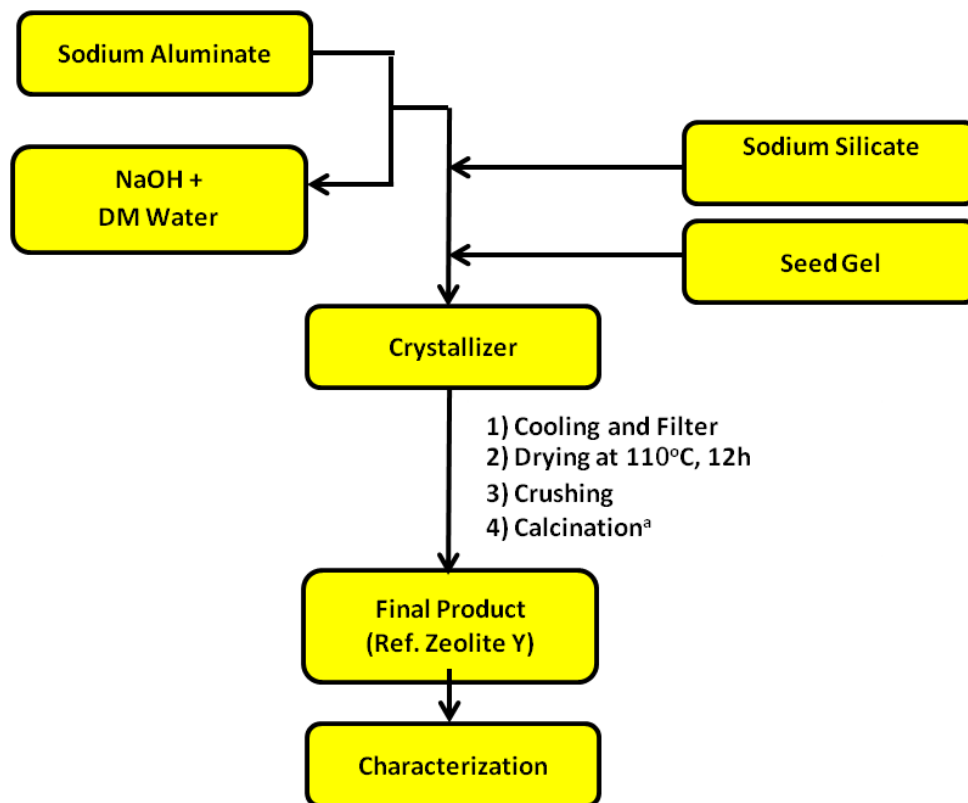 Sodium Aluminate
NaOH +
DM Water
Sodium Silicate
Seed Gel
Crystallizer
1) Cooling and Filter
2) Drying at 110°C, 12h
3) Crushing
4) Calcinationᵃ
Final Product
(Ref. Zeolite Y)
Characterization